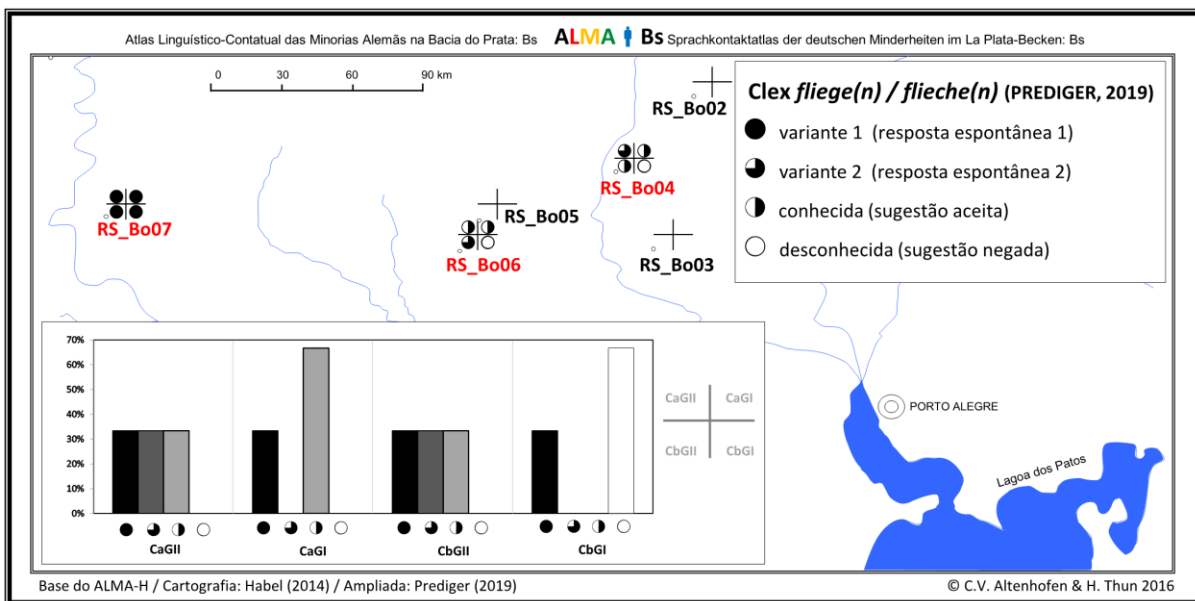 Atlas Linguístico-Contatual das Minorias Alemãs na Bacia do Prata: Bs ALMA Bs Sprachkontaktatlas der deutschen Minderheiten im La Plata-Becken: Bs
0 30 60 90 km
Clex fliege(n) / flieche(n) (PREDIGER, 2019)
variante 1 (resposta espontânea 1)
variante 2 (resposta espontânea 2)
conhecida (sugestão aceita)
desconhecida (sugestão negada)
RS_Bo02
RS_Bo04
RS_Bo07
RS_Bo05
RS_Bo06
RS_Bo03
70%
60%
50%
40%
30%
20%
10%
0%
CaGII CaGI CbGII CbGI
CaGII CaGI
CbGII CbGI
PORTO ALEGRE
Lagoa dos Patos
Base do ALMA-H / Cartografia: Habel (2014) / Ampliada: Prediger (2019) © C.V. Altenhofen & H. Thun 2016